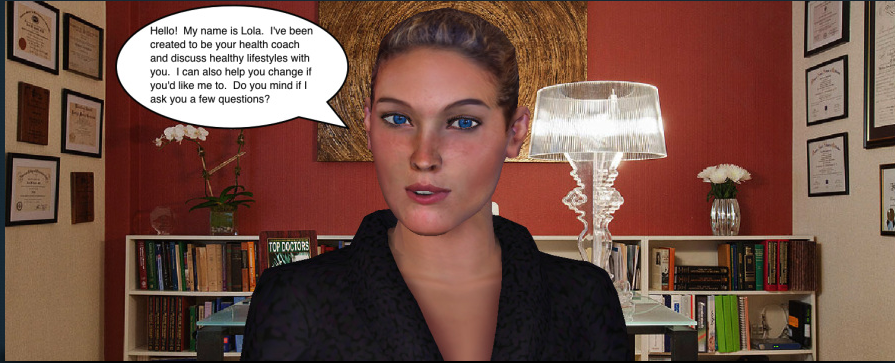 Hello!  My name is Lola.  I've been
created to be your health coach
and discuss healthy lifestyles with
you.  I can also help you change if
you'd like me to.  Do you mind if I
ask you a few questions?
TOP DOCTORS